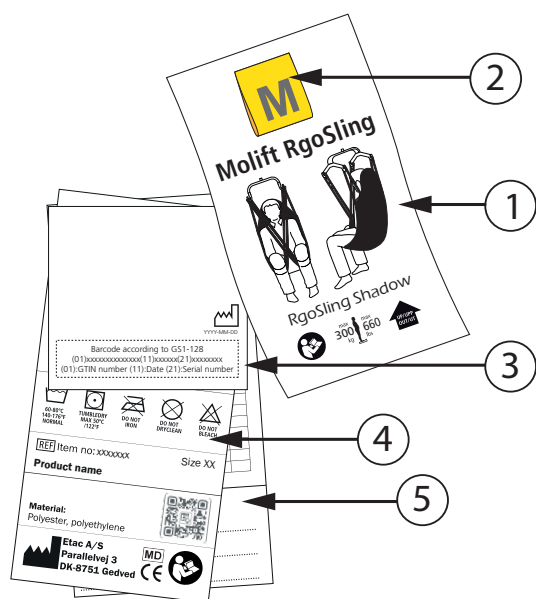 M
Molift RgoSling
RgoSling Shadow
max
300
kg
max
660
lbs
UP/UPP
OUT/UT
2
1
3
4
5
YYYY-MM-DD
Barcode according to GS1-128
(01)xxxxxxxxxxxxxx(11)xxxxxx(21)xxxxxxxx
(01):GTIN number (11):Date (21):Serial number
60-80°C
140-176°F
NORMAL
TUMBLEDRY
MAX 50°C
/122°F
DO NOT
IRON
DO NOT
DRYCLEAN
DO NOT
BLEACH
REF Item no: xxxxxxx
Size XX
Product name
Material:
Polyester, polyethylene
Etac A/S
Parallelvej 3
DK-8751 Gedved
MD
CE